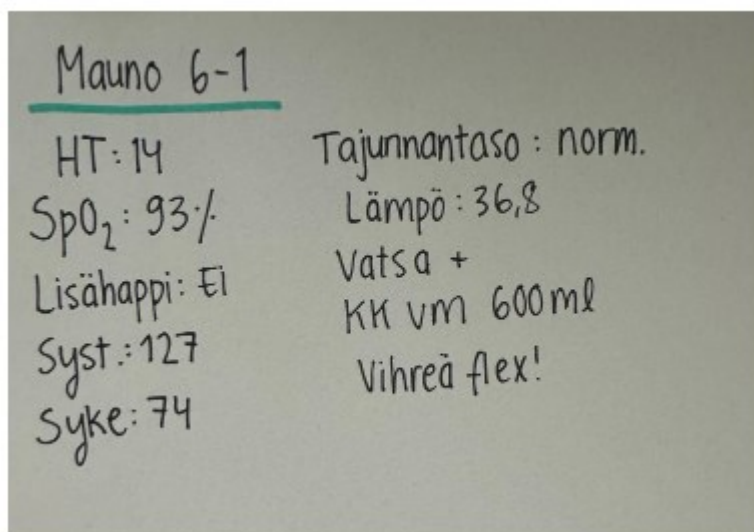 Mauno 6-1
HT: 14
SpO₂: 93%
Lisähappi: Ei
Syst.: 127
Syke: 74
Tajunnantaso: norm.
Lämpö: 36,8
Vatsa +
KK vm 600ml
Vihreä flex!